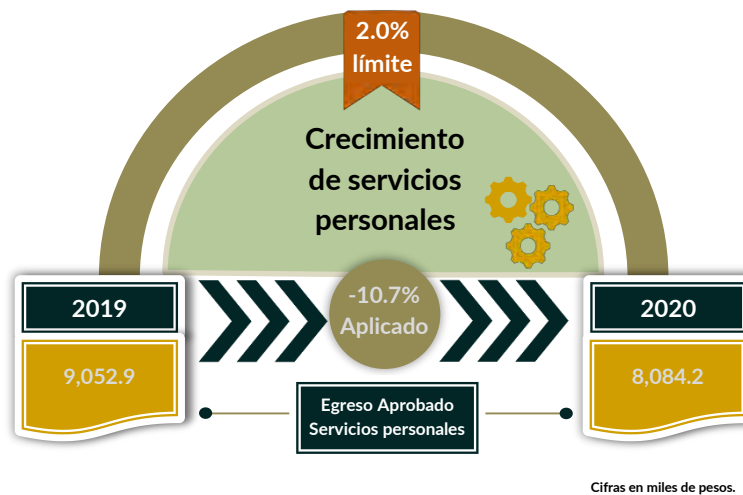 2.0%
límite
Crecimiento
de servicios
personales
2019
-10.7%
Aplicado
2020
9,052.9
8,084.2
Egreso Aprobado
Servicios personales
Cifras en miles de pesos.